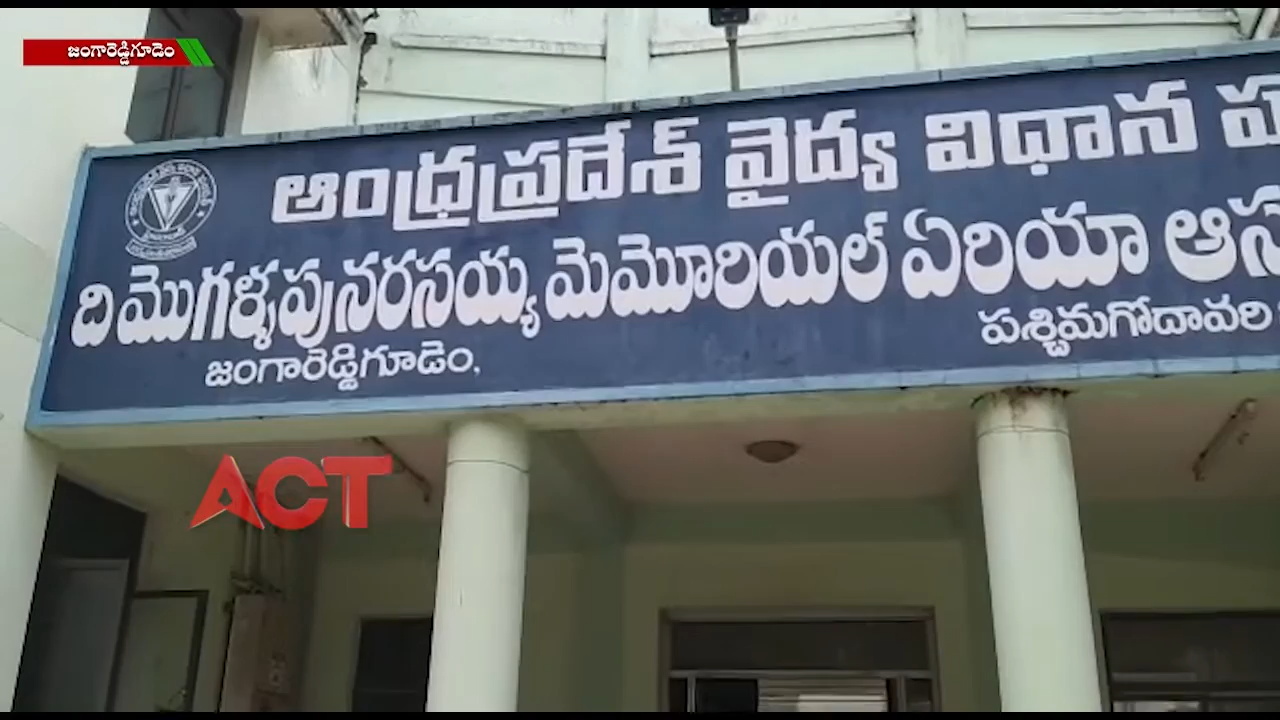 జంగారెడ్డిగూడెం
ఆంధ్రప్రదేశ్ వైద్య విధాన
ది మొగళ్ళపు నరసయ్య మెమోరియల్ ఏరియా
జంగారెడ్డిగూడెం,
పశ్చిమగోదావరి
ACT